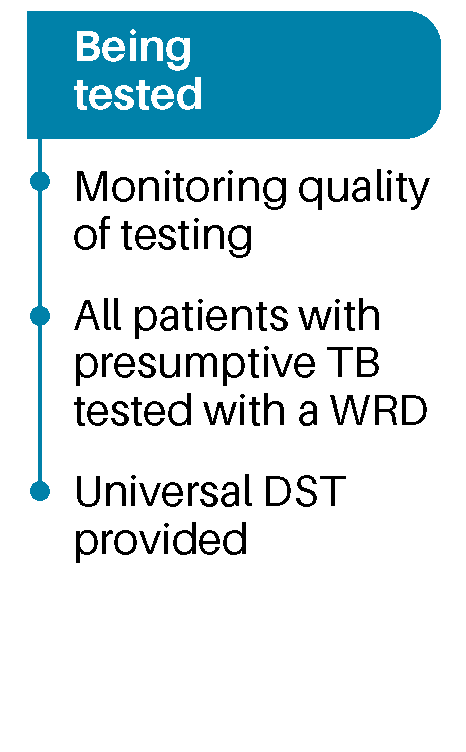 Being
tested
Monitoring quality
of testing
All patients with
presumptive TB
tested with a WRD
Universal DST
provided